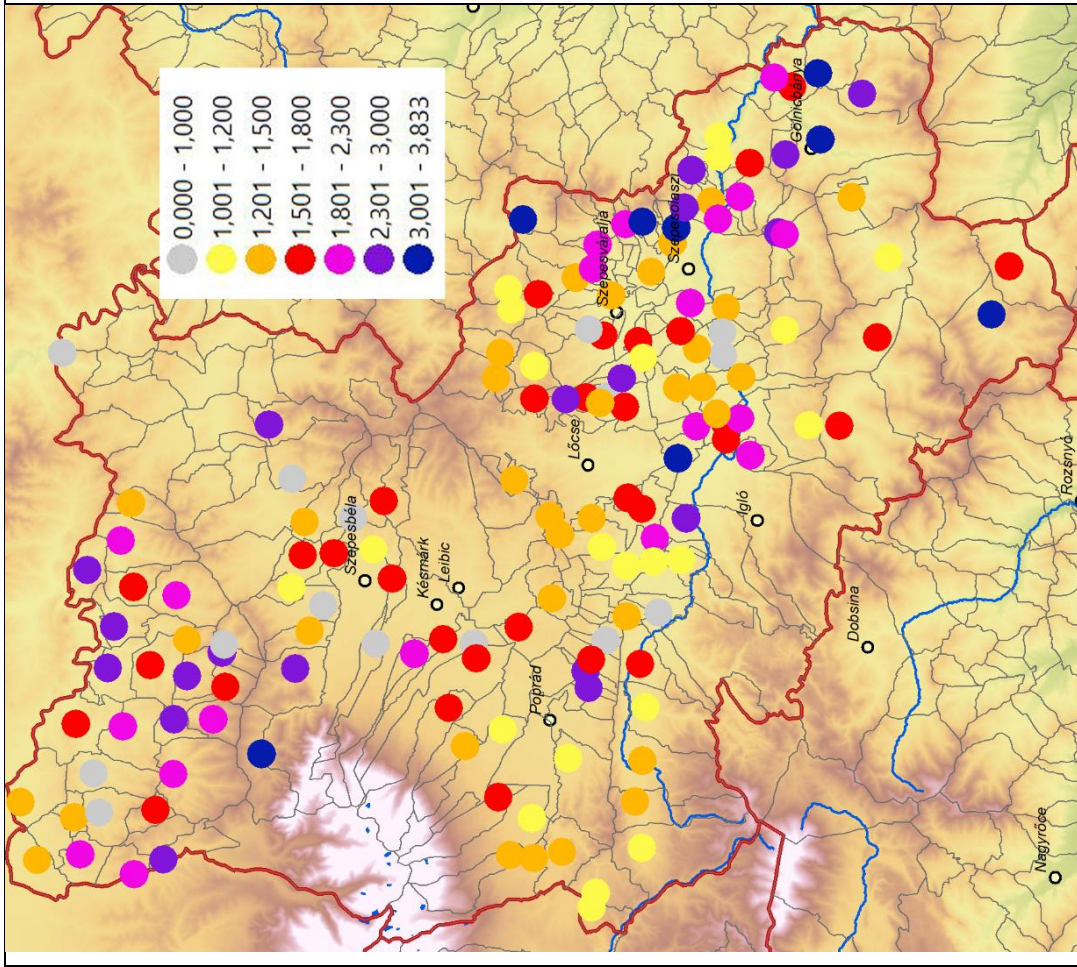 0,000 - 1,000
1,001 - 1,200
1,201 - 1,500
1,501 - 1,800
1,801 - 2,300
2,301 - 3,000
3,001 - 3,833
Szepesbéla
Késmárk
Leibic
Poprád
Lőcse
Szepesváralja
Szepesolaszi
Gölnicbánya
Igló
Dobsina
Nagyrőce
Rozsnyó